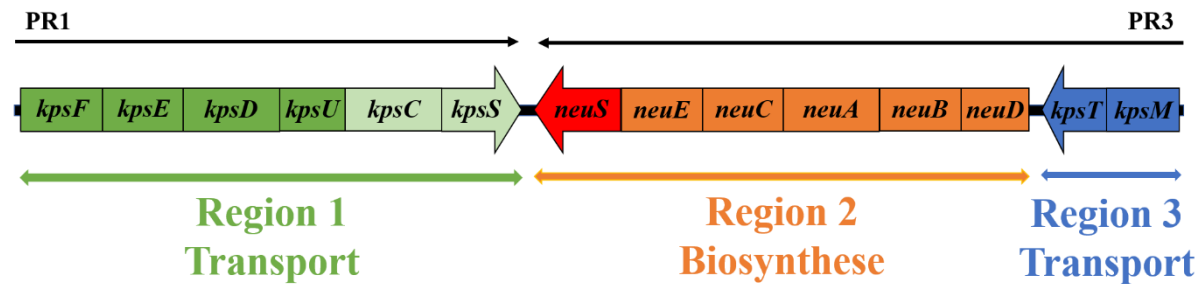 PR1 PR3
kpsF kpsE kpsD kpsU kpsC kpsS neuS neuE neuC neuA neuB neuD kpsT kpsM
Region 1 Region 2 Region 3
Transport Biosynthese Transport